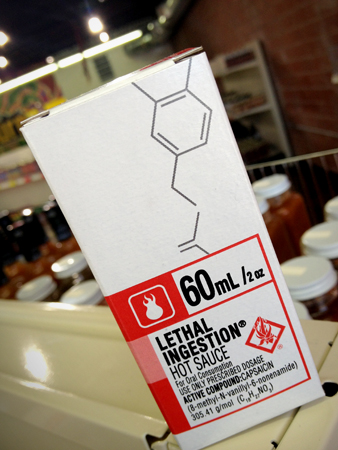 60mL/2 oz
LETHAL
INGESTION®
HOT SAUCE
For Oral Consumption
USE ONLY PRESCRIBED DOSAGE
ACTIVE COMPOUND:CAPSAICIN
(8-methyl-N-vanillyl-6-nonenamide)
305.41 g/mol (C₁₈H₂₇NO₃)